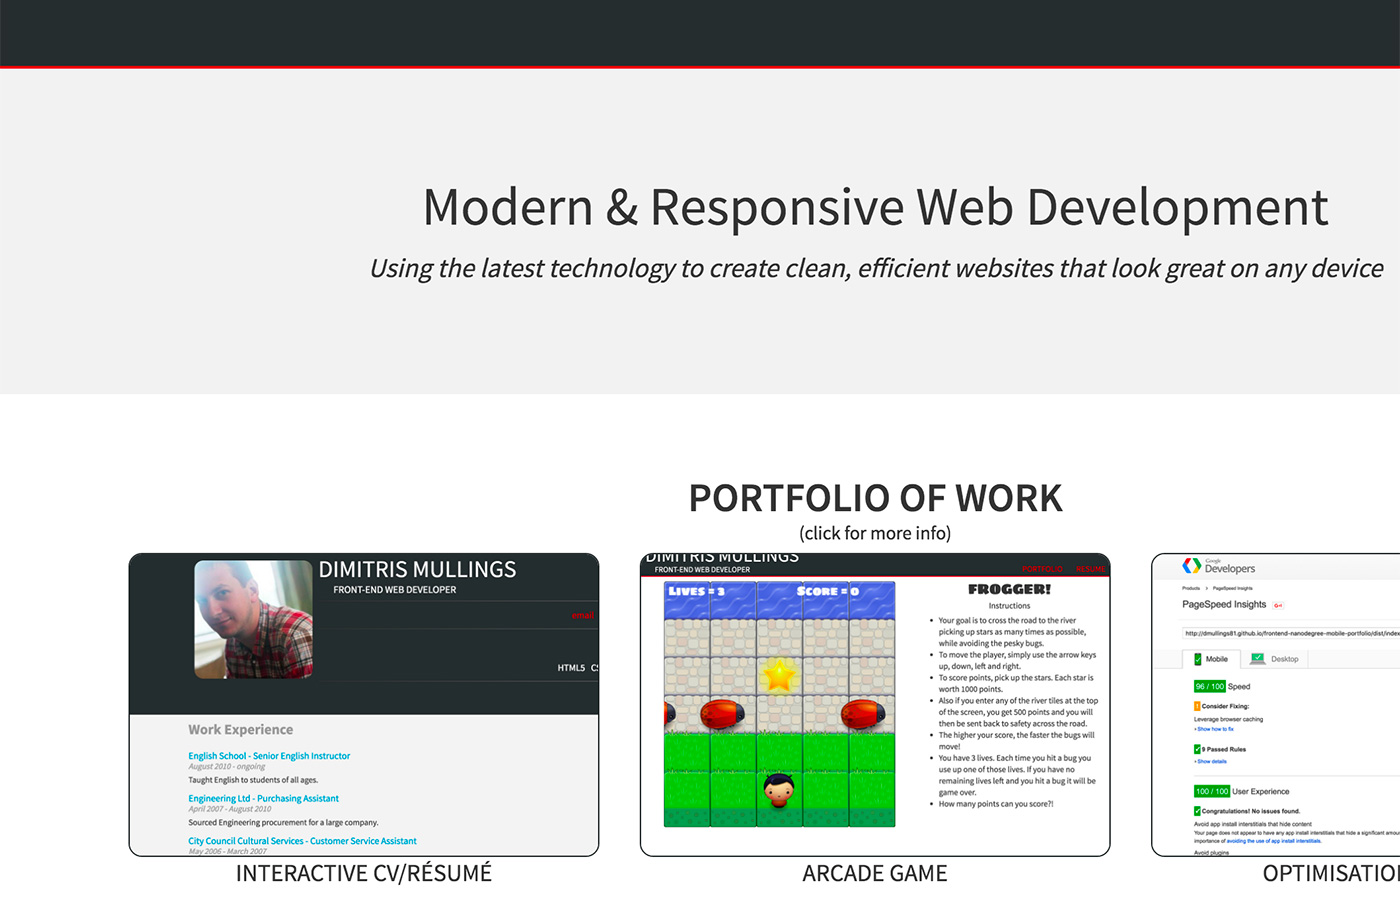 Modern & Responsive Web Development
Using the latest technology to create clean, efficient websites that look great on any device
PORTFOLIO OF WORK
(click for more info)
DIMITRIS MULLINGS
FRONT-END WEB DEVELOPER
email
HTML5
Work Experience
English School - Senior English Instructor
August 2010 - ongoing
Taught English to students of all ages.
Engineering Ltd - Purchasing Assistant
April 2007 - August 2010
Sourced Engineering procurement for a large company.
City Council Cultural Services - Customer Service Assistant
May 2006 - March 2007
INTERACTIVE CV/RÉSUMÉ
DIMITRIS MULLINGS
FRONT-END WEB DEVELOPER
PORTFOLIO RESUME
LIVES = 3 SCORE = 0
FROGGER!
Instructions
• Your goal is to cross the road to the river
picking up stars as many times as possible,
while avoiding the pesky bugs.
• To move the player, simply use the arrow keys
up, down, left and right.
• To score points, pick up the stars. Each star is
worth 1000 points.
• Also if you enter any of the river tiles at the top
of the screen, you get 500 points and you will
then be sent back to safety across the road.
• The higher your score, the faster the bugs will
move!
• You have 3 lives. Each time you hit a bug you
use up one of those lives. If you have no
remaining lives left and you hit a bug it will be
game over.
• How many points can you score?!
ARCADE GAME
Google
Developers
Products > PageSpeed Insights
PageSpeed Insights G+1
http://dmullings81.github.io/frontend-nanodegree-mobile-portfolio/dist/index
Mobile Desktop
96 / 100 Speed
! Consider Fixing:
Leverage browser caching
▸ Show how to fix
9 Passed Rules
▸ Show details
100 / 100 User Experience
Congratulations! No issues found.
Avoid app install interstitials that hide content
Your page does not appear to have any app install interstitials that hide a significant
importance of avoiding the use of app install interstitials.
Avoid plugins
OPTIMISATION